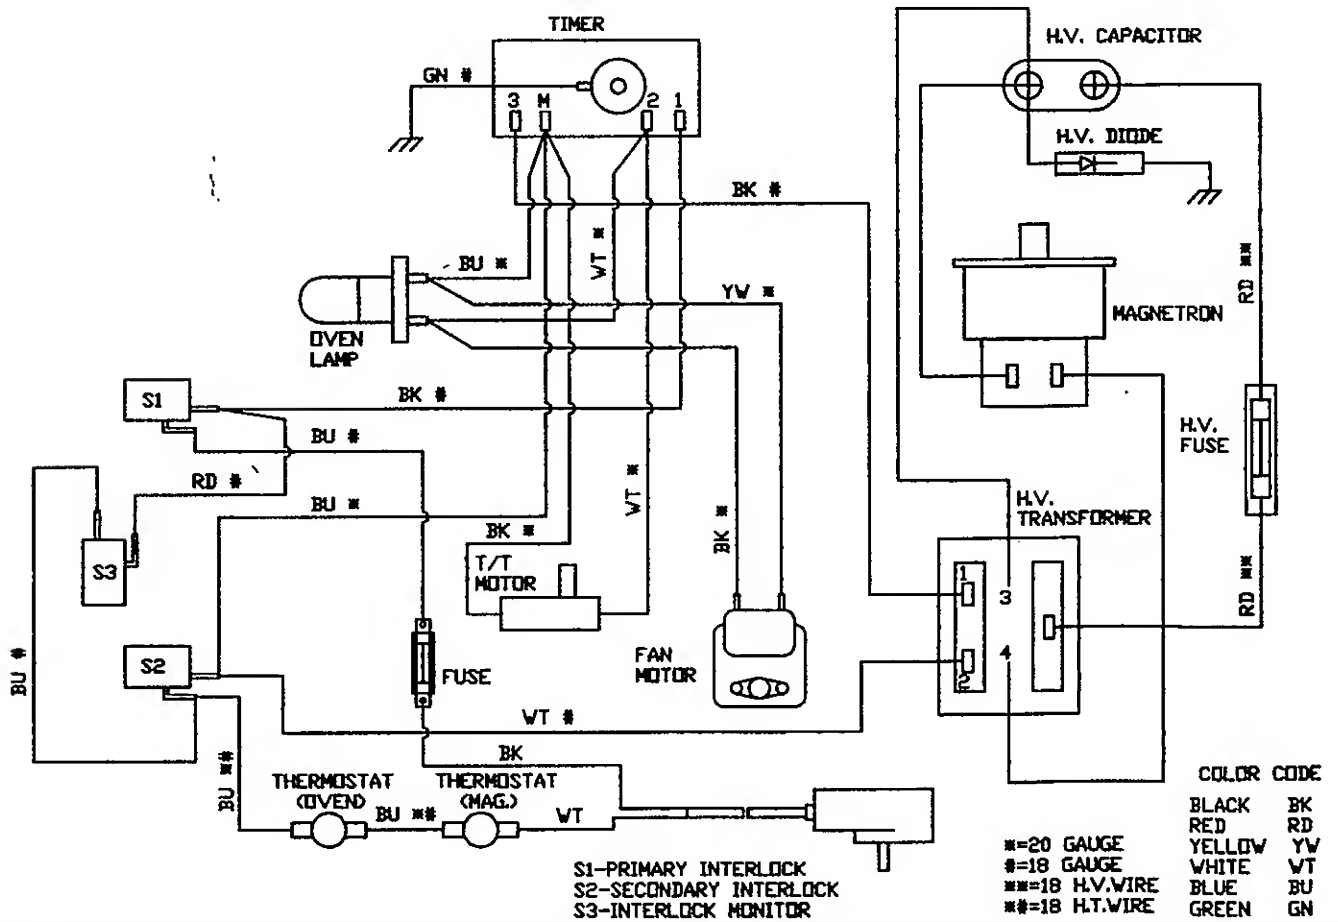 TIMER
H.V. CAPACITOR
GN #
3 M 2 1
H.V. DIODE
BK #
BU *
WT *
YW *
RD **
OVEN
LAMP
MAGNETRON
S1
BK #
BU #
H.V.
FUSE
RD #
BU *
WT *
H.V.
TRANSFORMER
BK *
BK *
T/T
MOTOR
S3
1
3
RD **
BU #
S2
FUSE
FAN
MOTOR
4
2
WT #
BK
BU *#
THERMOSTAT
(OVEN)
THERMOSTAT
(MAG.)
BU *#
WT
COLOR CODE
BLACK BK
RED RD
YELLOW YW
WHITE WT
BLUE BU
GREEN GN
*=20 GAUGE
#=18 GAUGE
**=18 H.V.WIRE
*#=18 H.T.WIRE
S1-PRIMARY INTERLOCK
S2-SECONDARY INTERLOCK
S3-INTERLOCK MONITOR